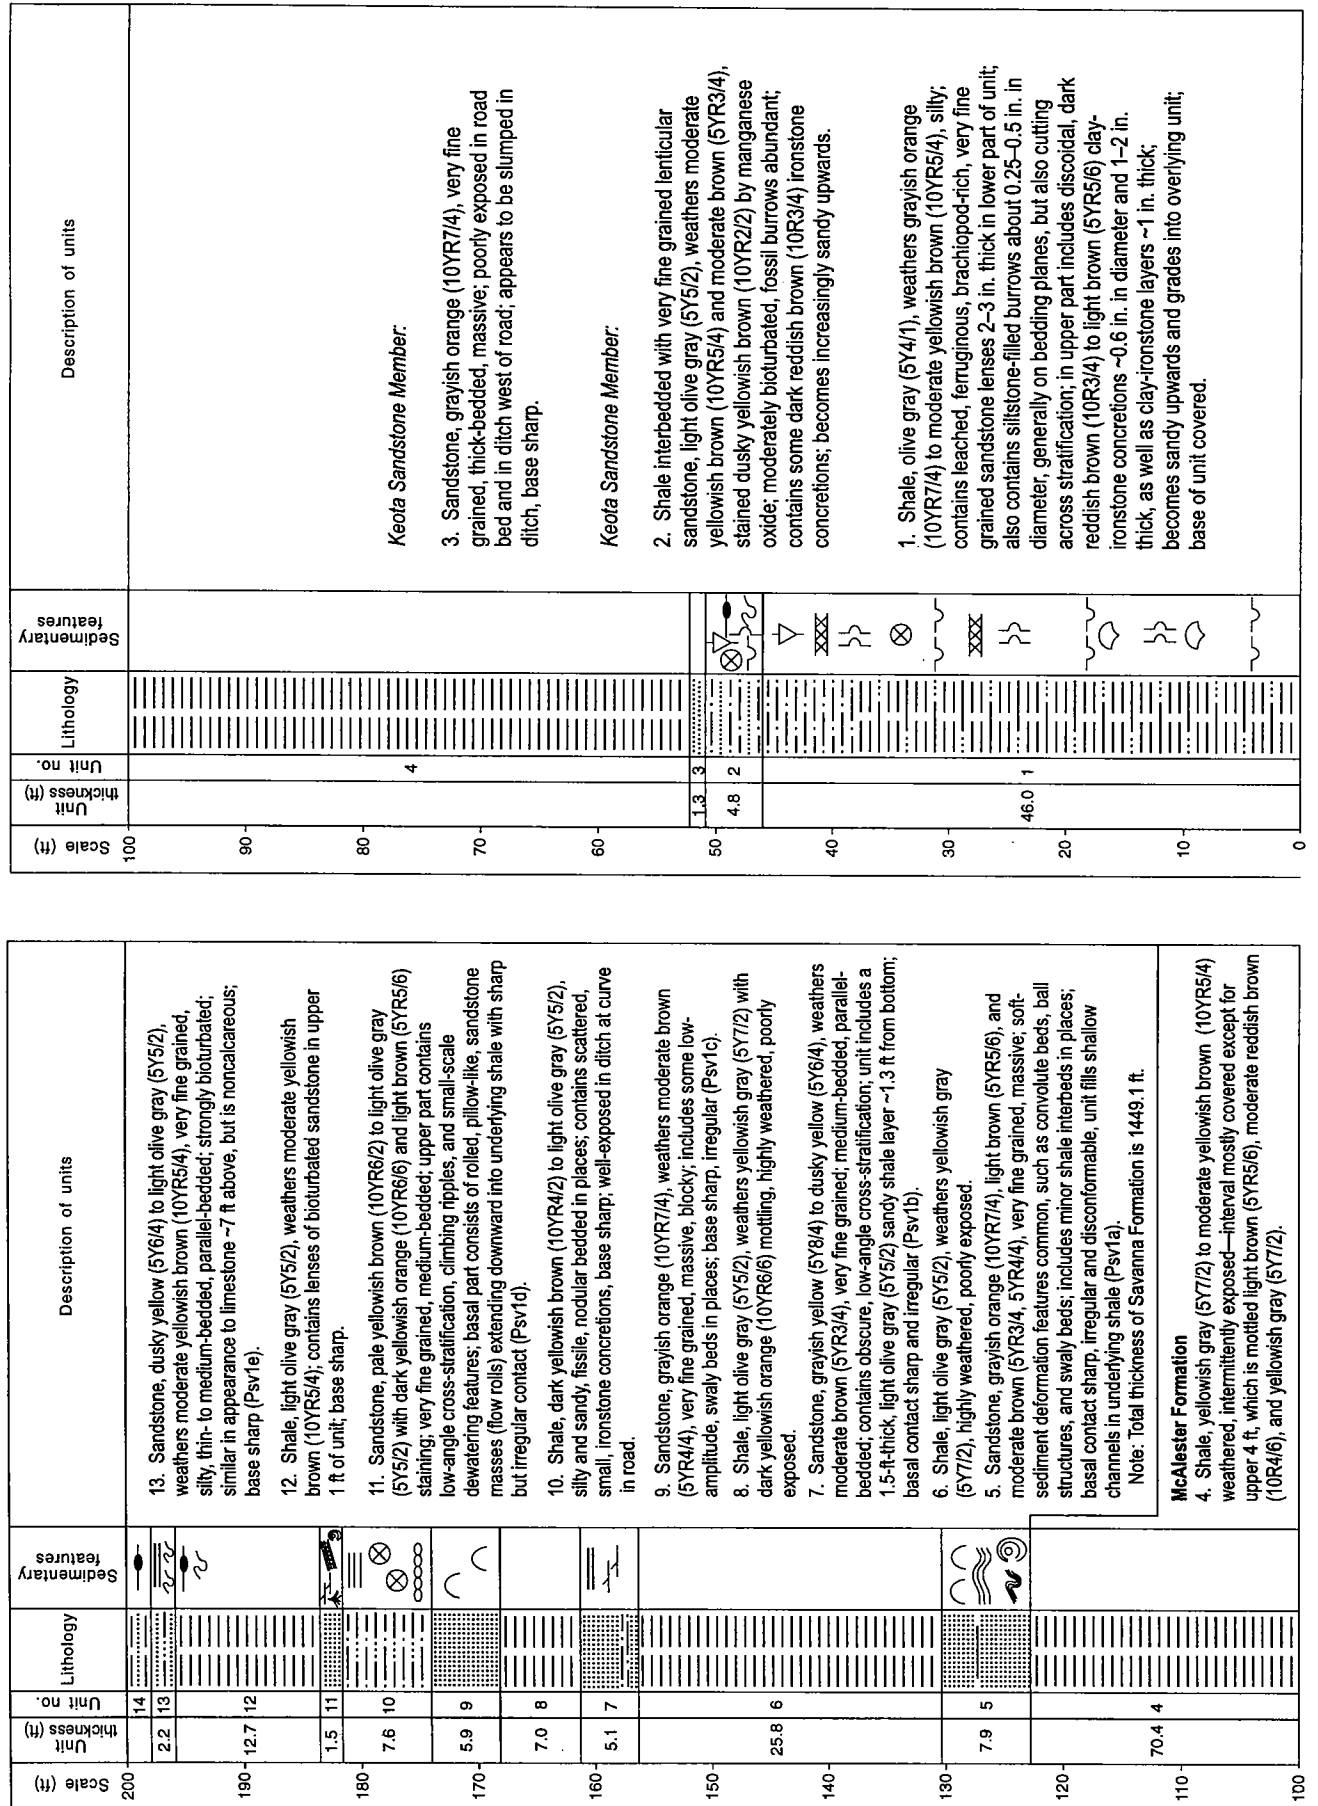 Scale (ft)
Unit
thickness (ft)
Unit no.
Lithology
Sedimentary
features
Description of units
100
90
80
70
60
50
40
30
20
10
0
4
1.3
3
4.8
2
46.0
1
Keota Sandstone Member:
3. Sandstone, grayish orange (10YR7/4), very fine
grained, thick-bedded, massive; poorly exposed in road
bed and in ditch west of road; appears to be slumped in
ditch, base sharp.
Keota Sandstone Member:
2. Shale interbedded with very fine grained lenticular
sandstone, light olive gray (5Y5/2), weathers moderate
yellowish brown (10YR5/4) and moderate brown (5YR3/4),
stained dusky yellowish brown (10YR2/2) by manganese
oxide; moderately bioturbated, fossil burrows abundant;
contains some dark reddish brown (10R3/4) ironstone
concretions; becomes increasingly sandy upwards.
1. Shale, olive gray (5Y4/1), weathers grayish orange
(10YR7/4) to moderate yellowish brown (10YR5/4), silty;
contains leached, ferruginous, brachiopod-rich, very fine
grained sandstone lenses 2–3 in. thick in lower part of unit;
also contains siltstone-filled burrows about 0.25–0.5 in. in
diameter, generally on bedding planes, but also cutting
across stratification; in upper part includes discoidal, dark
reddish brown (10R3/4) to light brown (5YR5/6) clay-
ironstone concretions ~0.6 in. in diameter and 1–2 in.
thick, as well as clay-ironstone layers ~1 in. thick;
becomes sandy upwards and grades into overlying unit;
base of unit covered.
Scale (ft)
Unit
thickness (ft)
Unit no.
Lithology
Sedimentary
features
Description of units
200
190
180
170
160
150
140
130
120
110
100
14
2.2
13
12.7
12
1.5
11
7.6
10
5.9
9
7.0
8
5.1
7
25.8
6
7.9
5
70.4
4
13. Sandstone, dusky yellow (5Y6/4) to light olive gray (5Y5/2),
weathers moderate yellowish brown (10YR5/4), very fine grained,
silty, thin- to medium-bedded, parallel-bedded; strongly bioturbated;
similar in appearance to limestone ~7 ft above, but is noncalcareous;
base sharp (Psv1e).
12. Shale, light olive gray (5Y5/2), weathers moderate yellowish
brown (10YR5/4); contains lenses of bioturbated sandstone in upper
1 ft of unit; base sharp.
11. Sandstone, pale yellowish brown (10YR6/2) to light olive gray
(5Y5/2) with dark yellowish orange (10YR6/6) and light brown (5YR5/6)
staining; very fine grained, medium-bedded; upper part contains
low-angle cross-stratification, climbing ripples, and small-scale
dewatering features; basal part consists of rolled, pillow-like, sandstone
masses (flow rolls) extending downward into underlying shale with sharp
but irregular contact (Psv1d).
10. Shale, dark yellowish brown (10YR4/2) to light olive gray (5Y5/2),
silty and sandy, fissile, nodular bedded in places; contains scattered,
small, ironstone concretions, base sharp; well-exposed in ditch at curve
in road.
9. Sandstone, grayish orange (10YR7/4), weathers moderate brown
(5YR4/4), very fine grained, massive, blocky; includes some low-
amplitude, swaly beds in places; base sharp, irregular (Psv1c).
8. Shale, light olive gray (5Y5/2), weathers yellowish gray (5Y7/2) with
dark yellowish orange (10YR6/6) mottling, highly weathered, poorly
exposed.
7. Sandstone, grayish yellow (5Y8/4) to dusky yellow (5Y6/4), weathers
moderate brown (5YR3/4), very fine grained; medium-bedded, parallel-
bedded; contains obscure, low-angle cross-stratification; unit includes a
1.5-ft-thick, light olive gray (5Y5/2) sandy shale layer ~1.3 ft from bottom;
basal contact sharp and irregular (Psv1b).
6. Shale, light olive gray (5Y5/2), weathers yellowish gray
(5Y7/2), highly weathered, poorly exposed.
5. Sandstone, grayish orange (10YR7/4), light brown (5YR5/6), and
moderate brown (5YR3/4, 5YR4/4), very fine grained, massive; soft-
sediment deformation features common, such as convolute beds, ball
structures, and swaly beds; includes minor shale interbeds in places;
basal contact sharp, irregular and disconformable, unit fills shallow
channels in underlying shale (Psv1a).
Note: Total thickness of Savanna Formation is 1449.1 ft.
McAlester Formation
4. Shale, yellowish gray (5Y7/2) to moderate yellowish brown (10YR5/4)
weathered, intermittently exposed—interval mostly covered except for
upper 4 ft, which is mottled light brown (5YR5/6), moderate reddish brown
(10R4/6), and yellowish gray (5Y7/2).